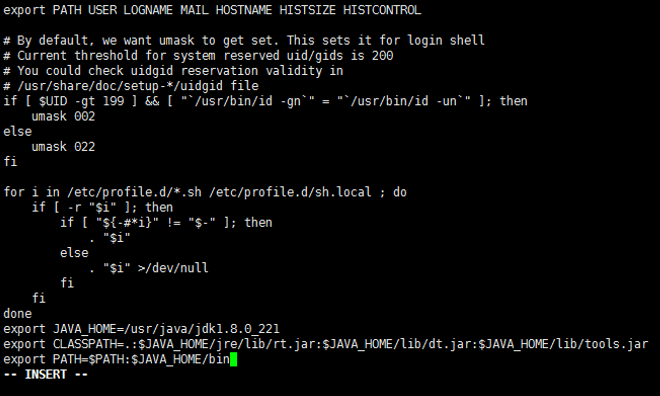 export PATH USER LOGNAME MAIL HOSTNAME HISTSIZE HISTCONTROL
# By default, we want umask to get set. This sets it for login shell
# Current threshold for system reserved uid/gids is 200
# You could check uidgid reservation validity in
# /usr/share/doc/setup-*/uidgid file
if [ $UID -gt 199 ] && [ "`/usr/bin/id -gn`" = "`/usr/bin/id -un`" ]; then
    umask 002
else
    umask 022
fi
for i in /etc/profile.d/*.sh /etc/profile.d/sh.local ; do
    if [ -r "$i" ]; then
        if [ "${-#*i}" != "$-" ]; then
            . "$i"
        else
            . "$i" >/dev/null
        fi
    fi
done
export JAVA_HOME=/usr/java/jdk1.8.0_221
export CLASSPATH=.:$JAVA_HOME/jre/lib/rt.jar:$JAVA_HOME/lib/dt.jar:$JAVA_HOME/lib/tools.jar
export PATH=$PATH:$JAVA_HOME/bin
-- INSERT --